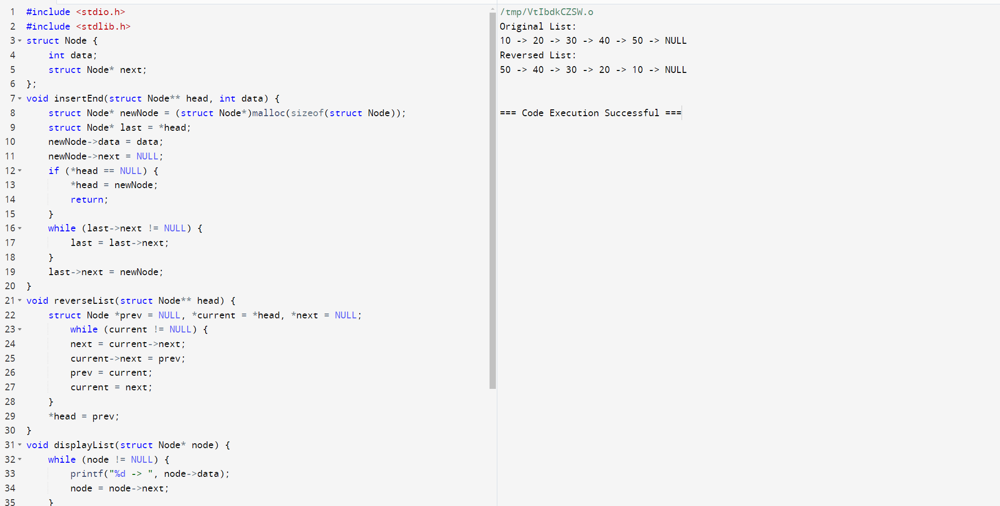 1 #include <stdio.h>
2 #include <stdlib.h>
3 struct Node {
4     int data;
5     struct Node* next;
6 };
7 void insertEnd(struct Node** head, int data) {
8     struct Node* newNode = (struct Node*)malloc(sizeof(struct Node));
9     struct Node* last = *head;
10     newNode->data = data;
11     newNode->next = NULL;
12     if (*head == NULL) {
13         *head = newNode;
14         return;
15     }
16     while (last->next != NULL) {
17         last = last->next;
18     }
19     last->next = newNode;
20 }
21 void reverseList(struct Node** head) {
22     struct Node *prev = NULL, *current = *head, *next = NULL;
23         while (current != NULL) {
24         next = current->next;
25         current->next = prev;
26         prev = current;
27         current = next;
28     }
29     *head = prev;
30 }
31 void displayList(struct Node* node) {
32     while (node != NULL) {
33         printf("%d -> ", node->data);
34         node = node->next;
35     }
/tmp/VtIbdkCZSW.o
Original List:
10 -> 20 -> 30 -> 40 -> 50 -> NULL
Reversed List:
50 -> 40 -> 30 -> 20 -> 10 -> NULL
=== Code Execution Successful ===